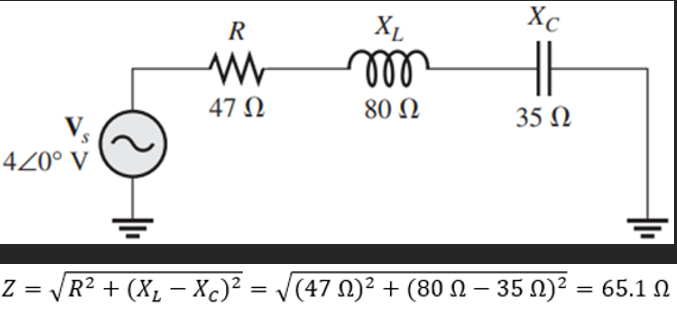 R X_L X_C
47 Ω 80 Ω 35 Ω
V_s
4∠0° V
Z = √(R² + (X_L − X_C)²) = √((47 Ω)² + (80 Ω − 35 Ω)²) = 65.1 Ω